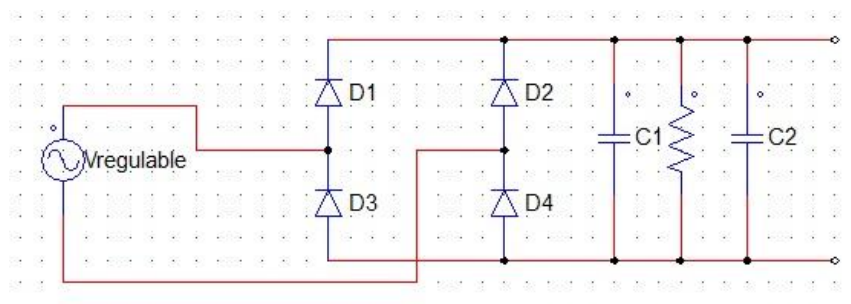 D1
D2
C1
C2
Vregulable
D3
D4